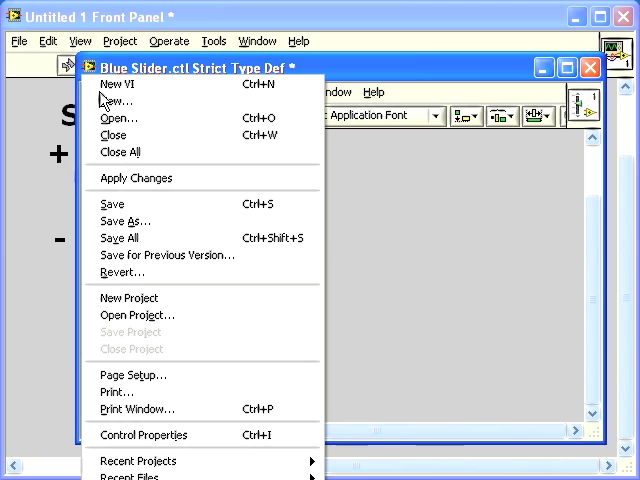 Untitled 1 Front Panel *
File Edit View Project Operate Tools Window Help
Blue Slider.ctl Strict Type Def *
ndow Help
1
1
Application Font
S
+
-
New VI Ctrl+N
Open... Ctrl+O
Close Ctrl+W
Close All
Apply Changes
Save Ctrl+S
Save As...
Save All Ctrl+Shift+S
Save for Previous Version...
Revert...
New Project
Open Project...
Save Project
Close Project
Page Setup...
Print...
Print Window... Ctrl+P
Control Properties Ctrl+I
Recent Projects
Recent Files